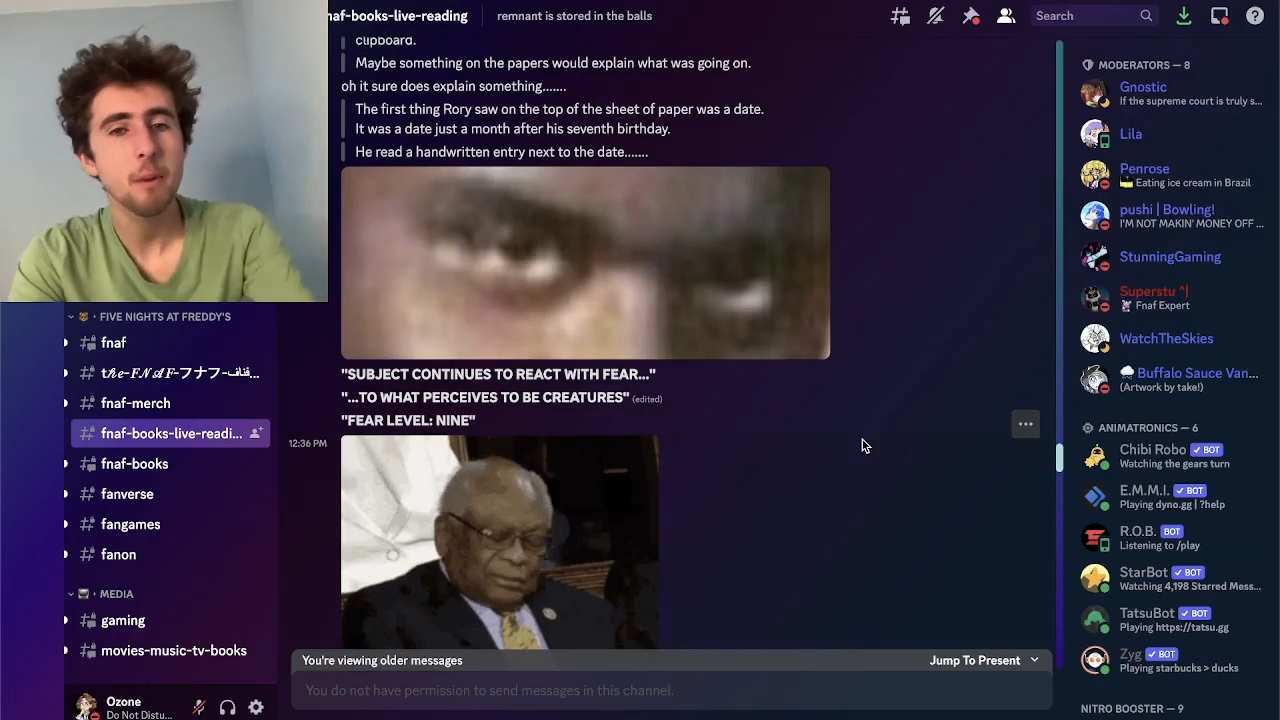 fnaf-books-live-reading
remnant is stored in the balls
Search
clipboard.
Maybe something on the papers would explain what was going on.
oh it sure does explain something.......
The first thing Rory saw on the top of the sheet of paper was a date.
It was a date just a month after his seventh birthday.
He read a handwritten entry next to the date.......
"SUBJECT CONTINUES TO REACT WITH FEAR..."
"...TO WHAT PERCEIVES TO BE CREATURES" (edited)
"FEAR LEVEL: NINE"
12:36 PM
You're viewing older messages
Jump To Present
You do not have permission to send messages in this channel.
FIVE NIGHTS AT FREDDY'S
fnaf
fnaf-merch
fnaf-books-live-readi...
fnaf-books
fanverse
fangames
fanon
MEDIA
gaming
movies-music-tv-books
Ozone
Do Not Distu...
MODERATORS — 8
Gnostic
If the supreme court is truly s...
Lila
Penrose
Eating ice cream in Brazil
pushi | Bowling!
I'M NOT MAKIN' MONEY OFF ...
StunningGaming
Superstu ^|
Fnaf Expert
WatchTheSkies
Buffalo Sauce Van...
(Artwork by take!)
ANIMATRONICS — 6
Chibi Robo BOT
Watching the gears turn
E.M.M.I. BOT
Playing dyno.gg | ?help
R.O.B. BOT
Listening to /play
StarBot BOT
Watching 4,198 Starred Mess...
TatsuBot BOT
Playing https://tatsu.gg
Zyg BOT
Playing starbucks > ducks
NITRO BOOSTER — 9